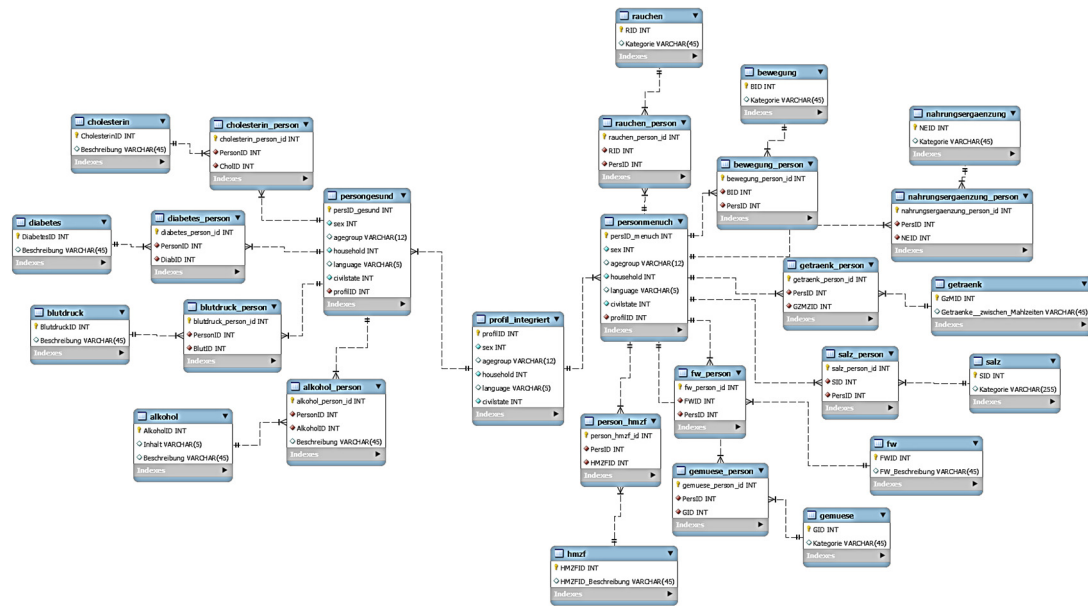 rauchen
RID INT
Kategorie VARCHAR(45)
Indexes
bewegung
BID INT
Kategorie VARCHAR(45)
Indexes
nahrungsergaenzung
NEID INT
Kategorie VARCHAR(45)
Indexes
cholesterin
CholesterinID INT
Beschreibung VARCHAR(45)
Indexes
cholesterin_person
cholesterin_person_id INT
PersonID INT
CholID INT
Indexes
rauchen_person
rauchen_person_id INT
RID INT
PersID INT
Indexes
bewegung_person
bewegung_person_id INT
BID INT
PersID INT
Indexes
nahrungsergaenzung_person
nahrungsergaenzung_person_id INT
PersID INT
NEID INT
Indexes
diabetes
DiabetesID INT
Beschreibung VARCHAR(45)
Indexes
diabetes_person
diabetes_person_id INT
PersonID INT
DiabID INT
Indexes
persongesund
persID_gesund INT
sex INT
agegroup VARCHAR(12)
household INT
language VARCHAR(5)
civilstate INT
profilID INT
Indexes
personmenuch
persID_menuch INT
sex INT
agegroup VARCHAR(12)
household INT
language VARCHAR(5)
civilstate INT
profilID INT
Indexes
getraenk_person
getraenk_person_id INT
PersID INT
GZMZID INT
Indexes
getraenk
GzMID INT
Getraenke__zwischen_Mahlzeiten VARCHAR(45)
Indexes
blutdruck
BlutdruckID INT
Beschreibung VARCHAR(45)
Indexes
blutdruck_person
blutdruck_person_id INT
PersonID INT
BlutID INT
Indexes
profil_integriert
profilID INT
sex INT
agegroup VARCHAR(12)
household INT
language VARCHAR(5)
civilstate INT
Indexes
salz_person
salz_person_id INT
SID INT
PersID INT
Indexes
salz
SID INT
Kategorie VARCHAR(255)
Indexes
alkohol
AlkoholID INT
Inhalt VARCHAR(5)
Beschreibung VARCHAR(45)
Indexes
alkohol_person
alkohol_person_id INT
PersonID INT
AlkoholID INT
Beschreibung VARCHAR(45)
Indexes
fw_person
fw_person_id INT
FWID INT
PersID INT
Indexes
person_hmzf
person_hmzf_id INT
PersID INT
HMZFID INT
Indexes
fw
FWID INT
FW_Beschreibung VARCHAR(45)
Indexes
gemuese_person
gemuese_person_id INT
PersID INT
GID INT
Indexes
gemuese
GID INT
Kategorie VARCHAR(45)
Indexes
hmzf
HMZFID INT
HMZFID_Beschreibung VARCHAR(45)
Indexes